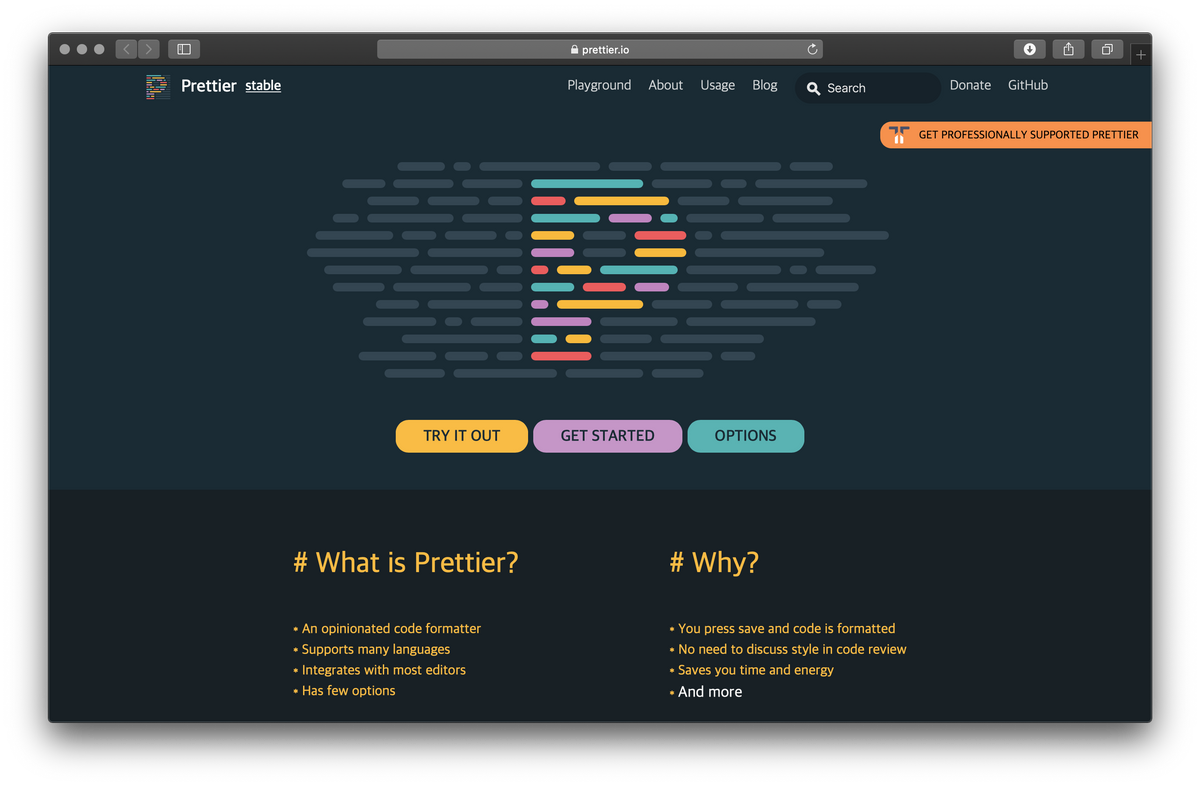 prettier.io
Prettier stable
Playground About Usage Blog Search Donate GitHub
GET PROFESSIONALLY SUPPORTED PRETTIER
TRY IT OUT GET STARTED OPTIONS
# What is Prettier?
• An opinionated code formatter
• Supports many languages
• Integrates with most editors
• Has few options
# Why?
• You press save and code is formatted
• No need to discuss style in code review
• Saves you time and energy
• And more